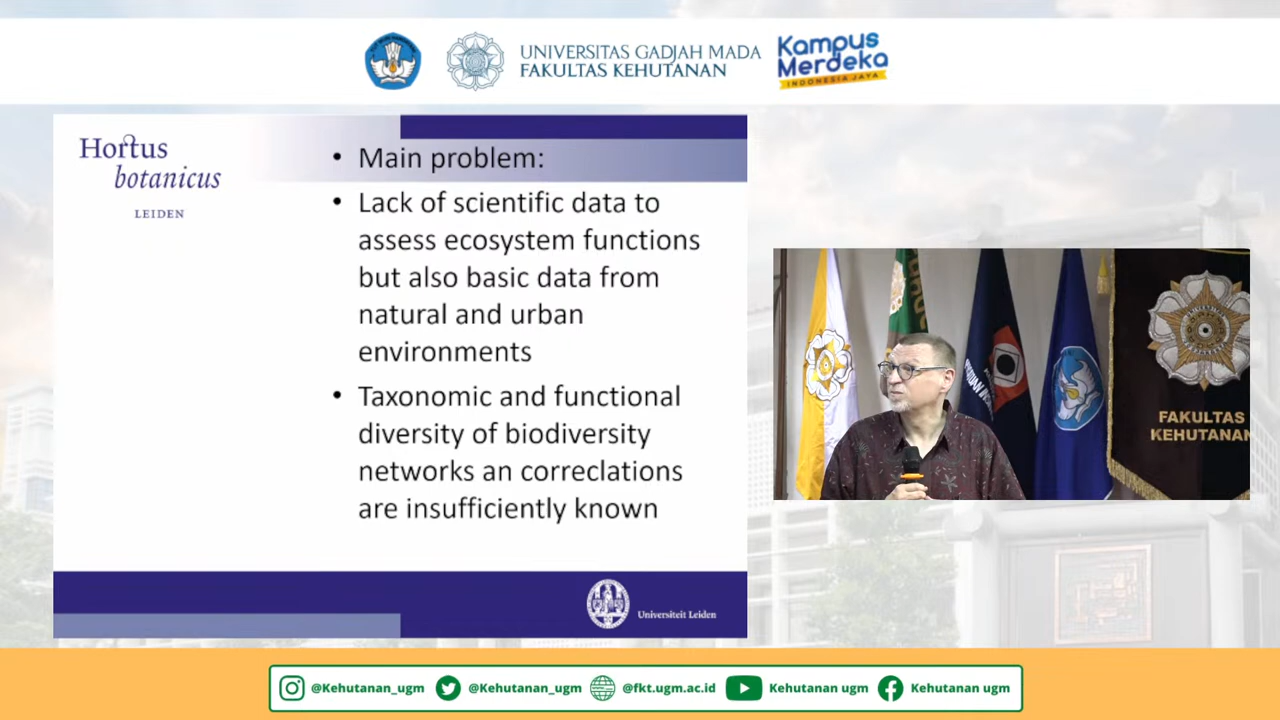 UNIVERSITAS GADJAH MADA
FAKULTAS KEHUTANAN
Kampus
Merdeka
INDONESIA JAYA
Hortus
botanicus
LEIDEN
• Main problem:
• Lack of scientific data to
assess ecosystem functions
but also basic data from
natural and urban
environments
• Taxonomic and functional
diversity of biodiversity
networks an correclations
are insufficiently known
Universiteit Leiden
FAKULTAS
KEHUTANAN
@Kehutanan_ugm
@Kehutanan_ugm
@fkt.ugm.ac.id
Kehutanan ugm
Kehutanan ugm